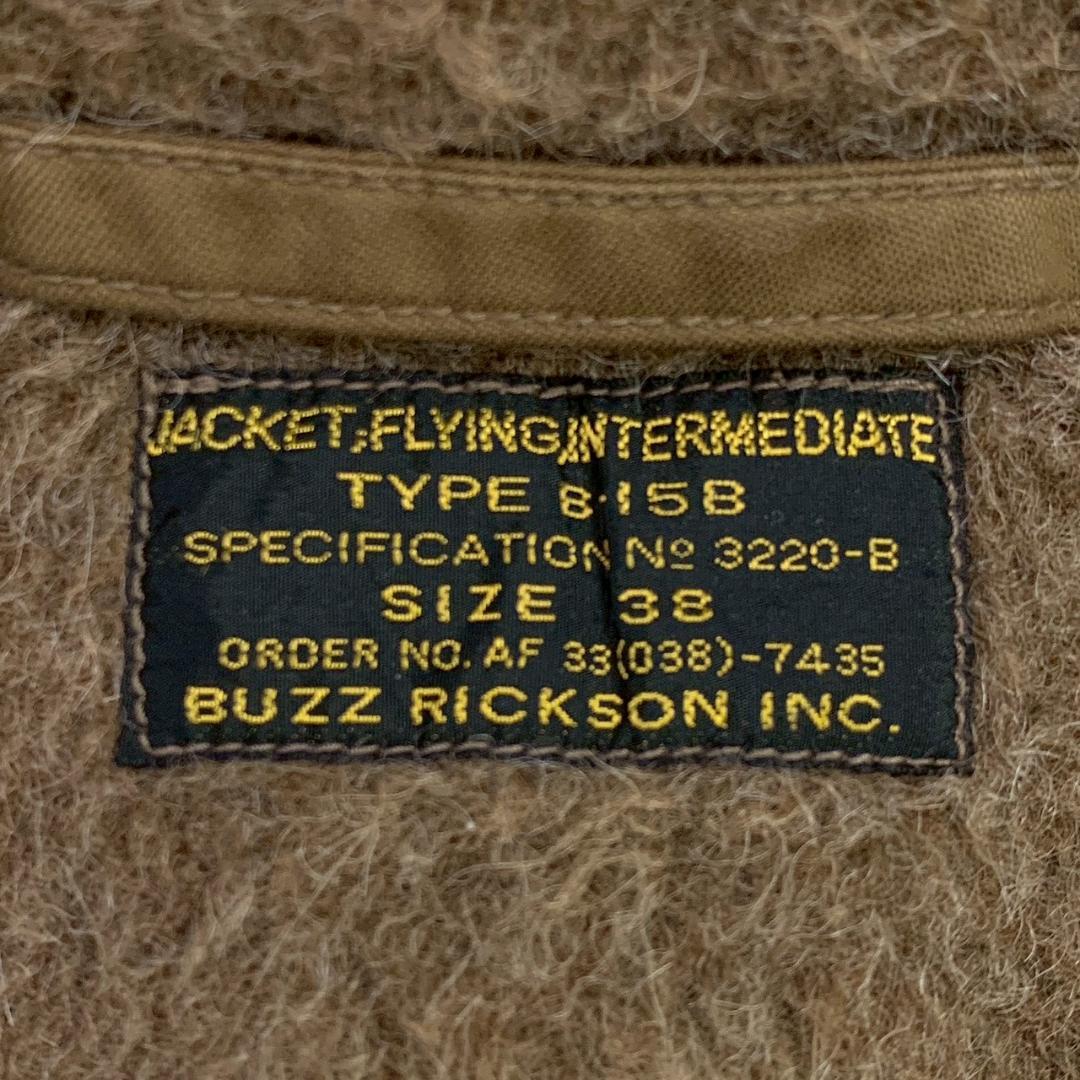 JACKET,FLYING,INTERMEDIATE
TYPE B-15B
SPECIFICATION Nº 3220-B
SIZE 38
ORDER NO. AF 33(038)-7435
BUZZ RICKSON INC.